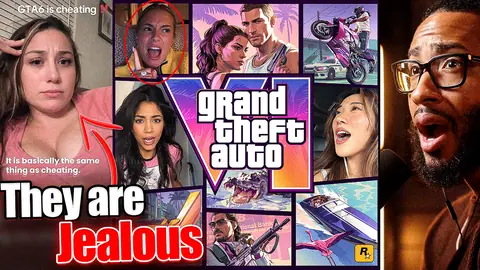 GTA6 is cheating
It is basically the same
thing as cheating.
They are
Jealous
grand
theft
auto
VI
R